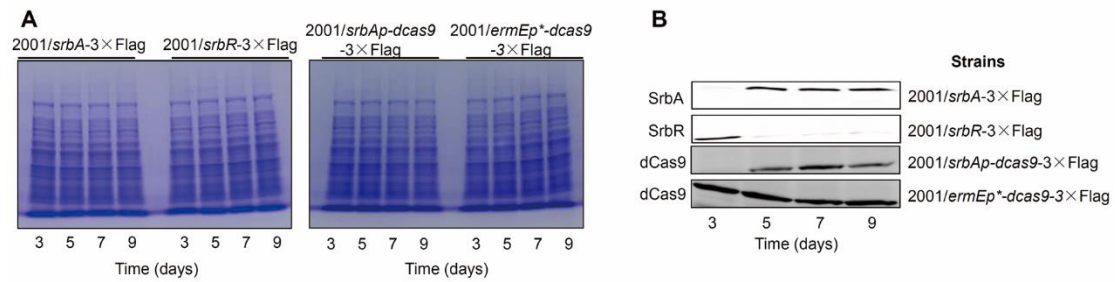 A
2001/srbA-3×Flag
2001/srbR-3×Flag
2001/srbAp-dcas9
-3×Flag
2001/ermEp*-dcas9
-3×Flag
3 5 7 9 3 5 7 9
Time (days)
3 5 7 9 3 5 7 9
Time (days)
B
Strains
SrbA 2001/srbA-3×Flag
SrbR 2001/srbR-3×Flag
dCas9 2001/srbAp-dcas9-3×Flag
dCas9 2001/ermEp*-dcas9-3×Flag
3 5 7 9
Time (days)